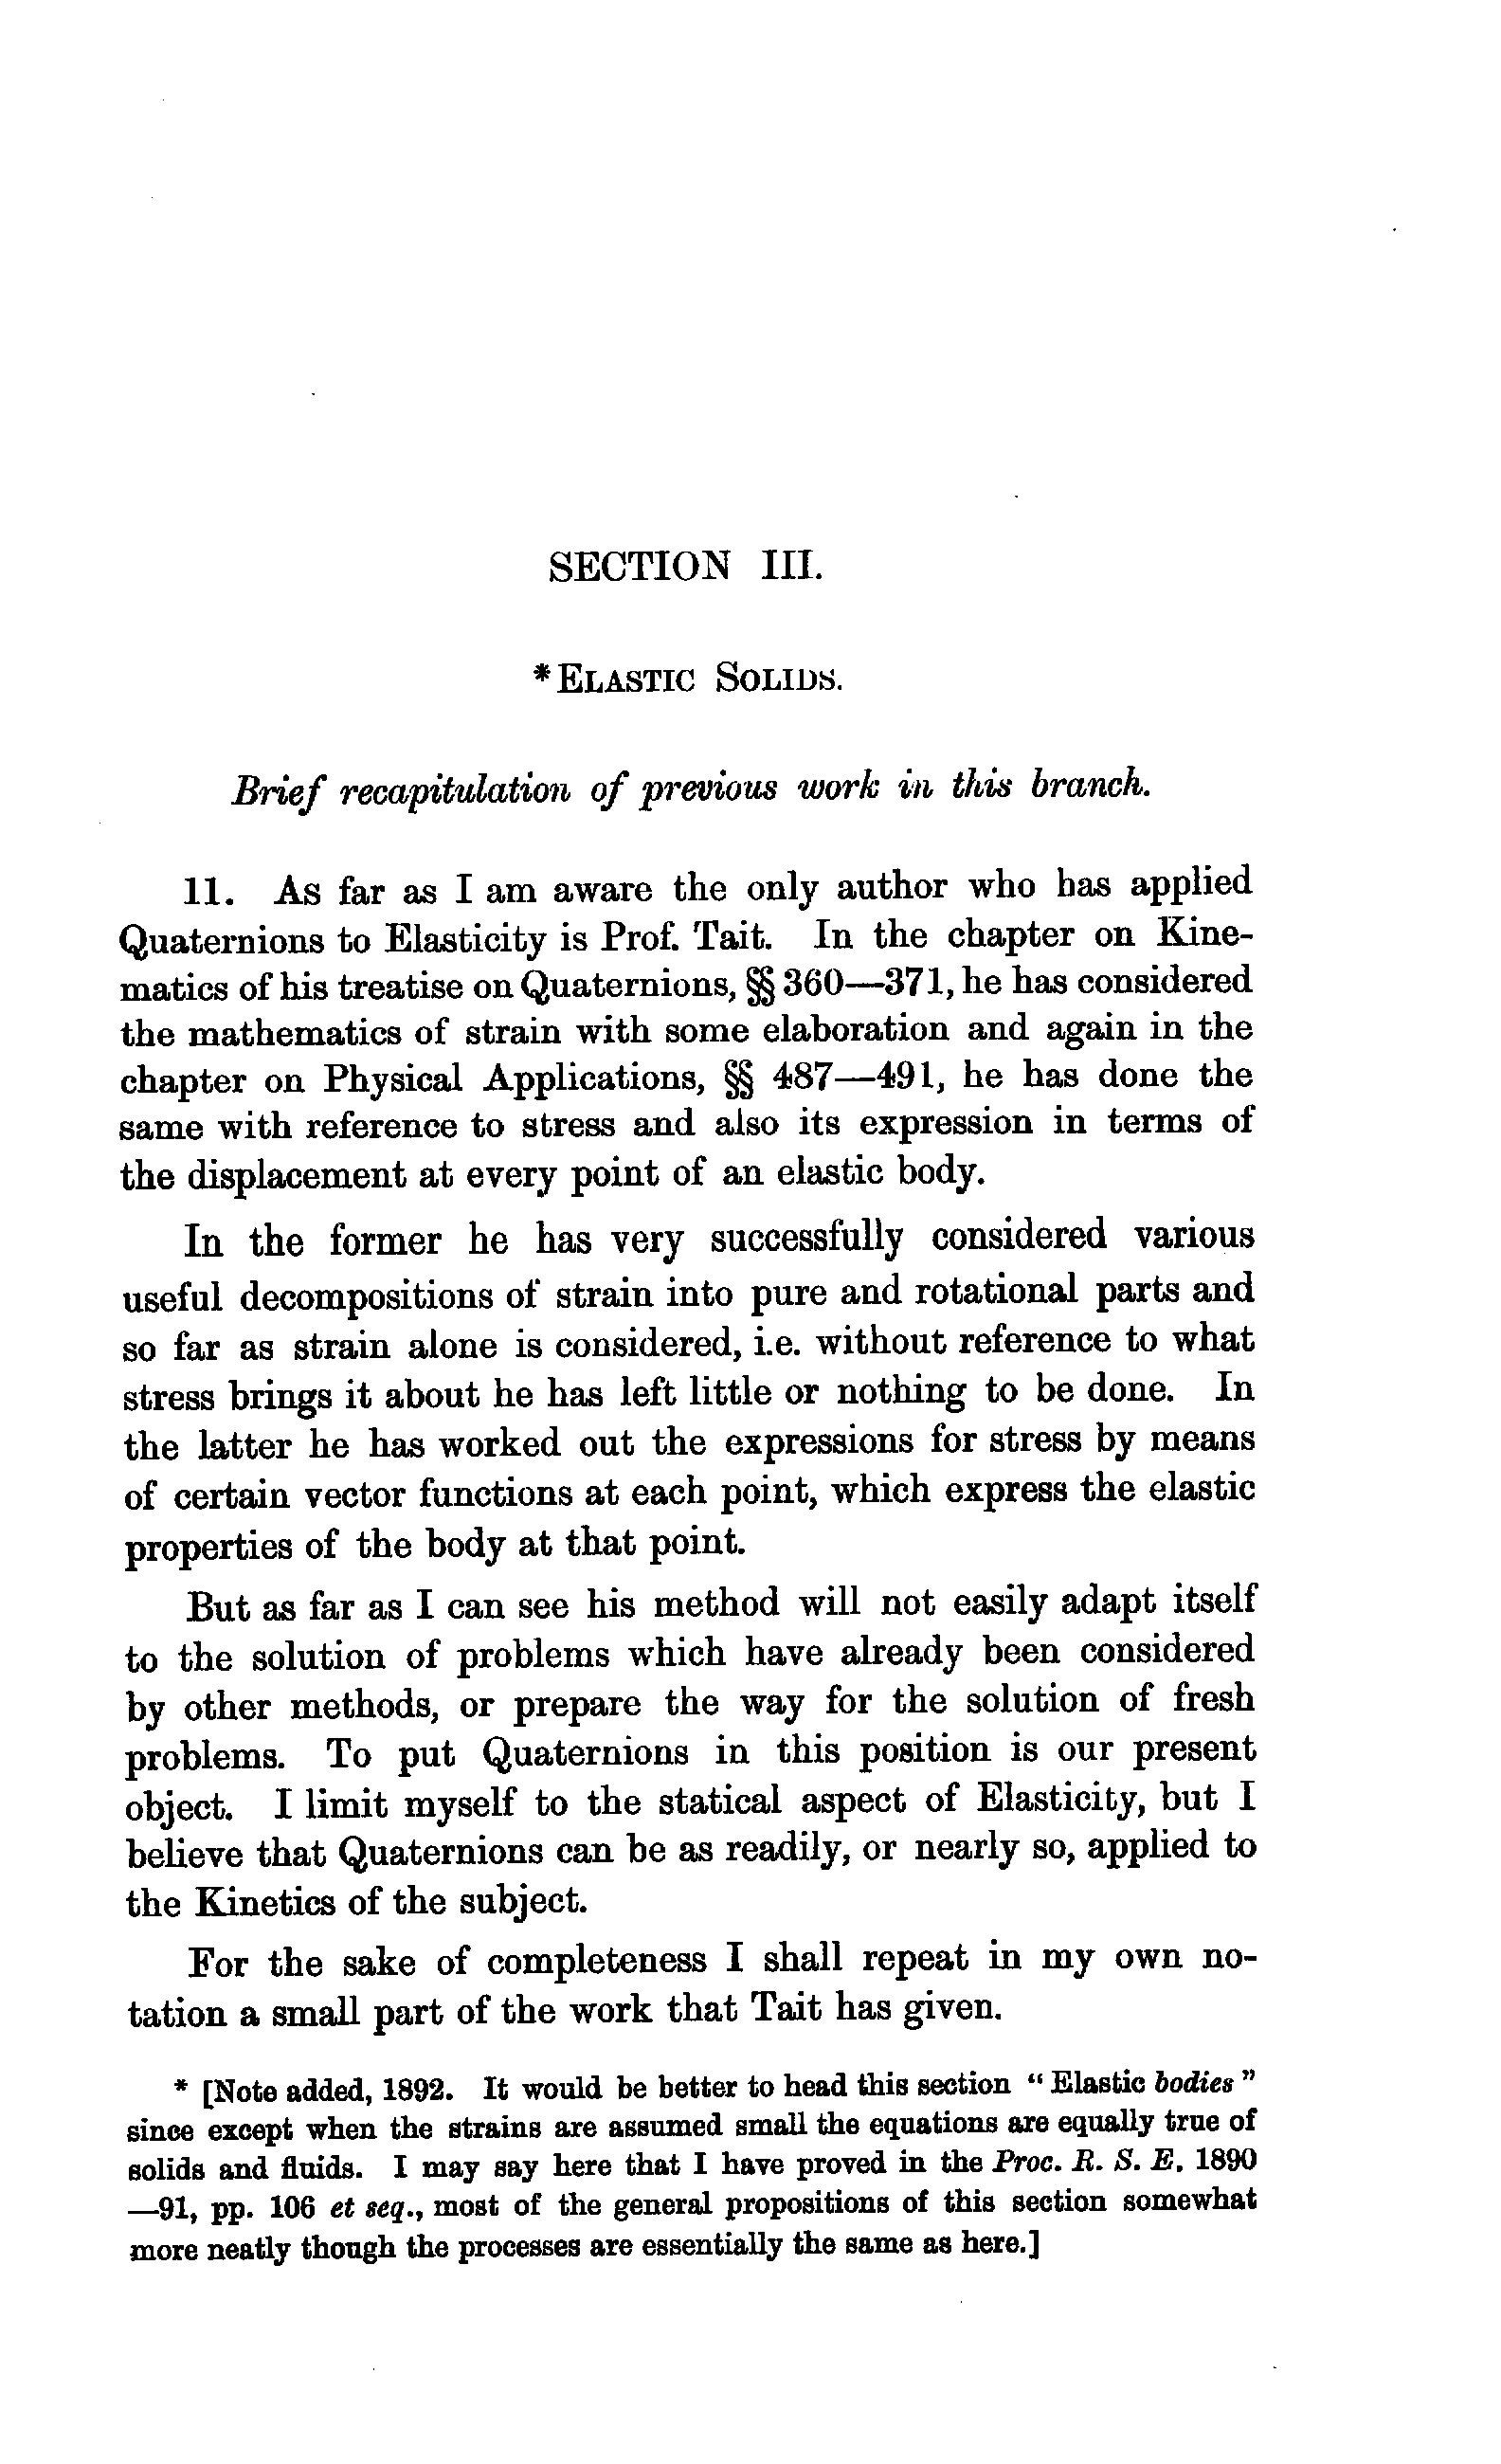 SECTION III.
*ELASTIC SOLIDS.
Brief recapitulation of previous work in this branch.
11. As far as I am aware the only author who has applied
Quaternions to Elasticity is Prof. Tait. In the chapter on Kine-
matics of his treatise on Quaternions, §§ 360—371, he has considered
the mathematics of strain with some elaboration and again in the
chapter on Physical Applications, §§ 487—491, he has done the
same with reference to stress and also its expression in terms of
the displacement at every point of an elastic body.
In the former he has very successfully considered various
useful decompositions of strain into pure and rotational parts and
so far as strain alone is considered, i.e. without reference to what
stress brings it about he has left little or nothing to be done. In
the latter he has worked out the expressions for stress by means
of certain vector functions at each point, which express the elastic
properties of the body at that point.
But as far as I can see his method will not easily adapt itself
to the solution of problems which have already been considered
by other methods, or prepare the way for the solution of fresh
problems. To put Quaternions in this position is our present
object. I limit myself to the statical aspect of Elasticity, but I
believe that Quaternions can be as readily, or nearly so, applied to
the Kinetics of the subject.
For the sake of completeness I shall repeat in my own no-
tation a small part of the work that Tait has given.
* [Note added, 1892. It would be better to head this section “Elastic bodies”
since except when the strains are assumed small the equations are equally true of
solids and fluids. I may say here that I have proved in the Proc. R. S. E. 1890
—91, pp. 106 et seq., most of the general propositions of this section somewhat
more neatly though the processes are essentially the same as here.]